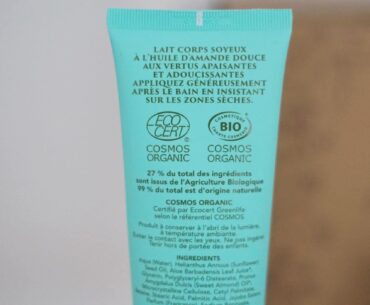 LAIT CORPS SOYEUX
À L'HUILE D'AMANDE DOUCE
AUX VERTUS APAISANTES
ET ADOUCISSANTES
APPLIQUEZ GÉNÉREUSEMENT
APRÈS LE BAIN EN INSISTANT
SUR LES ZONES SÈCHES.
ECO
CERT
COSMÉTIQUE
BIO
COSMOS
ORGANIC
COSMOS
ORGANIC
27 % du total des ingrédients
sont issus de l'Agriculture Biologique
99 % du total est d'origine naturelle
COSMOS ORGANIC
Certifié par Ecocert Greenlife
selon le référentiel COSMOS
Produit à conserver à l'abri de la lumière,
à température ambiante.
Éviter le contact avec les yeux. Ne pas ingérer
Tenir hors de portée des enfants.
INGREDIENTS
Aqua (Water), Helianthus Annuus (Sunflower)
Seed Oil, Aloe Barbadensis Leaf Juice*,
Glycerin, Polyglyceryl-6 Distearate, Prunus
Amygdalus Dulcis (Sweet Almond) Oil*,
Microcrystalline Cellulose, Cetyl Palmitate,
Stearic Acid, Palmitic Acid, Jojoba